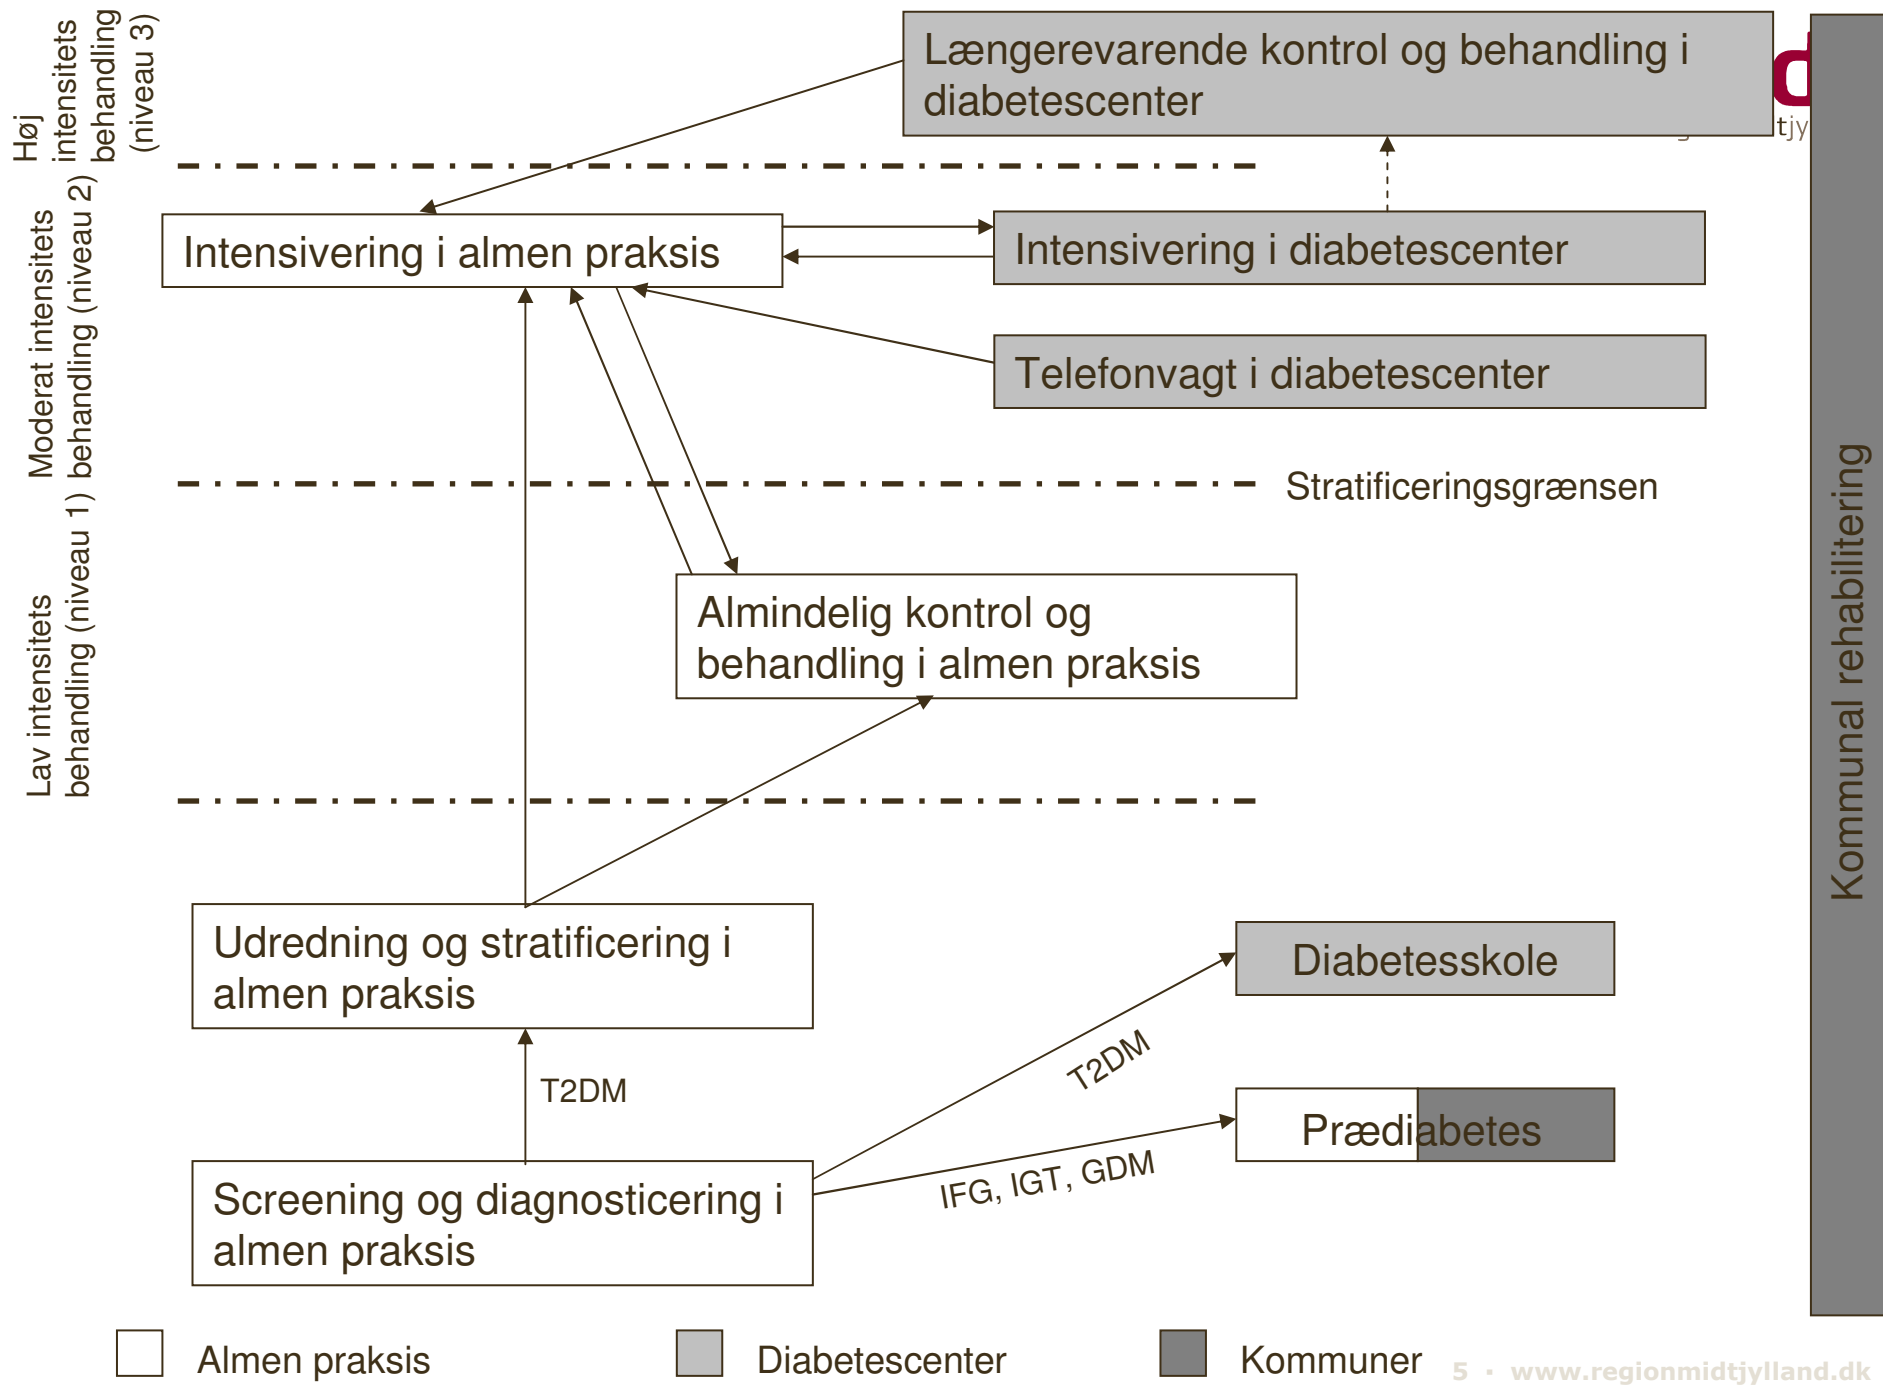 Høj
intensitets
behandling
(niveau 3)
Længerevarende kontrol og behandling i
diabetescenter
Moderat intensitets
behandling (niveau 2)
Intensivering i almen praksis
Intensivering i diabetescenter
Telefonvagt i diabetescenter
Stratificeringsgrænsen
Lav intensitets
behandling (niveau 1)
Almindelig kontrol og
behandling i almen praksis
Kommunal rehabilitering
Udredning og stratificering i
almen praksis
Diabetesskole
T2DM
T2DM
Prædiabetes
IFG, IGT, GDM
Screening og diagnosticering i
almen praksis
Almen praksis
Diabetescenter
Kommuner
5 · www.regionmidtjylland.dk